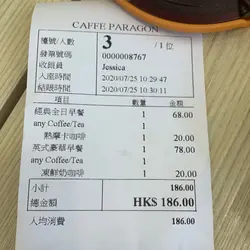 CAFFE PARAGON
檯號/人數 3 /1 位
發票號碼 0000008767
收銀員 Jessica
入座時間 2020/07/25 10:29:47
結賬時間 2020/07/25 10:30:11
項目 數量 金額
經典全日早餐 1 68.00
any Coffee/Tea
熱摩卡咖啡 1 20.00
英式豪華早餐 1 78.00
any Coffee/Tea
凍鮮奶咖啡 1 20.00
小計 186.00
總金額 HK$ 186.00
人均消費 186.00